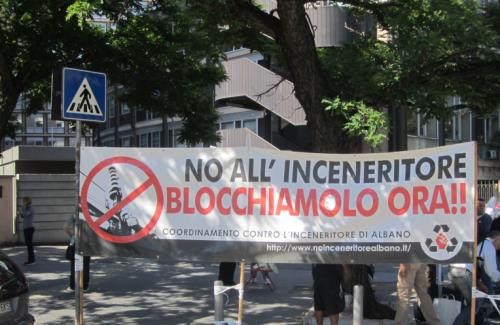 NO ALL' INCENERITORE
BLOCCHIAMOLO ORA!!
COORDINAMENTO CONTRO L'INCENERITORE DI ALBANO
http://www.noinceneritorealbano.it/